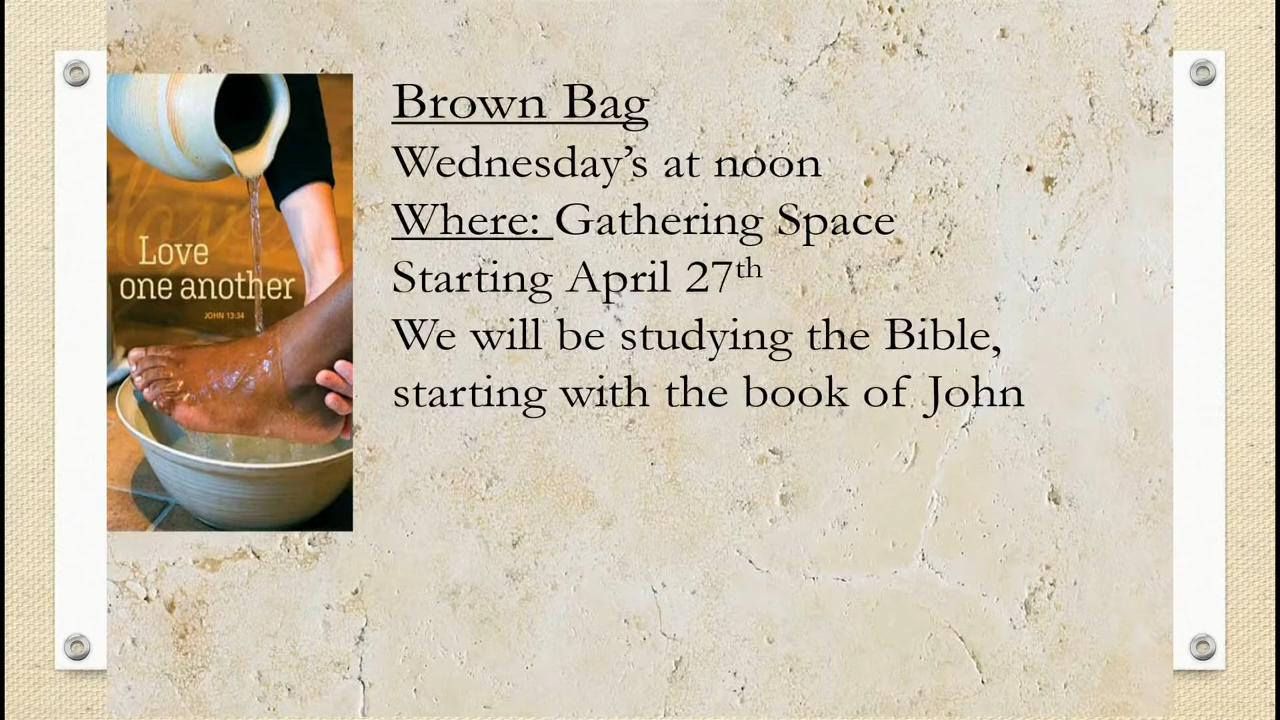 Brown Bag
Wednesday's at noon
Where: Gathering Space
Starting April 27th
We will be studying the Bible,
starting with the book of John
love
Love
one another
JOHN 13:34